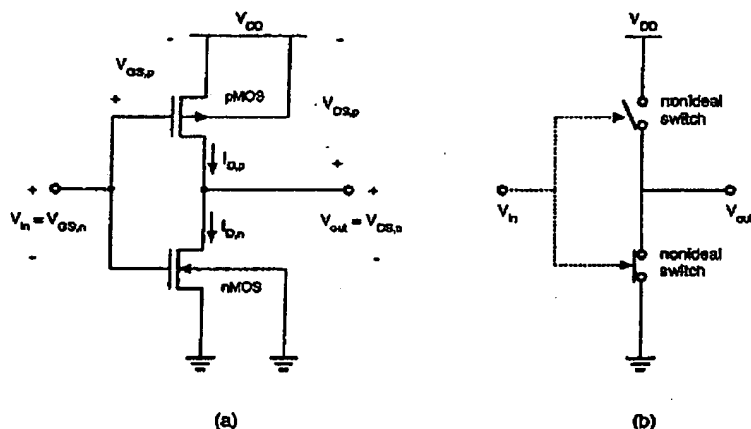 V_DD
V_GS,p
pMOS
V_DS,p
I_D,p
V_in = V_GS,n
V_out = V_DS,n
I_D,n
nMOS
(a)
V_DD
nonideal
switch
V_in
V_out
nonideal
switch
(b)